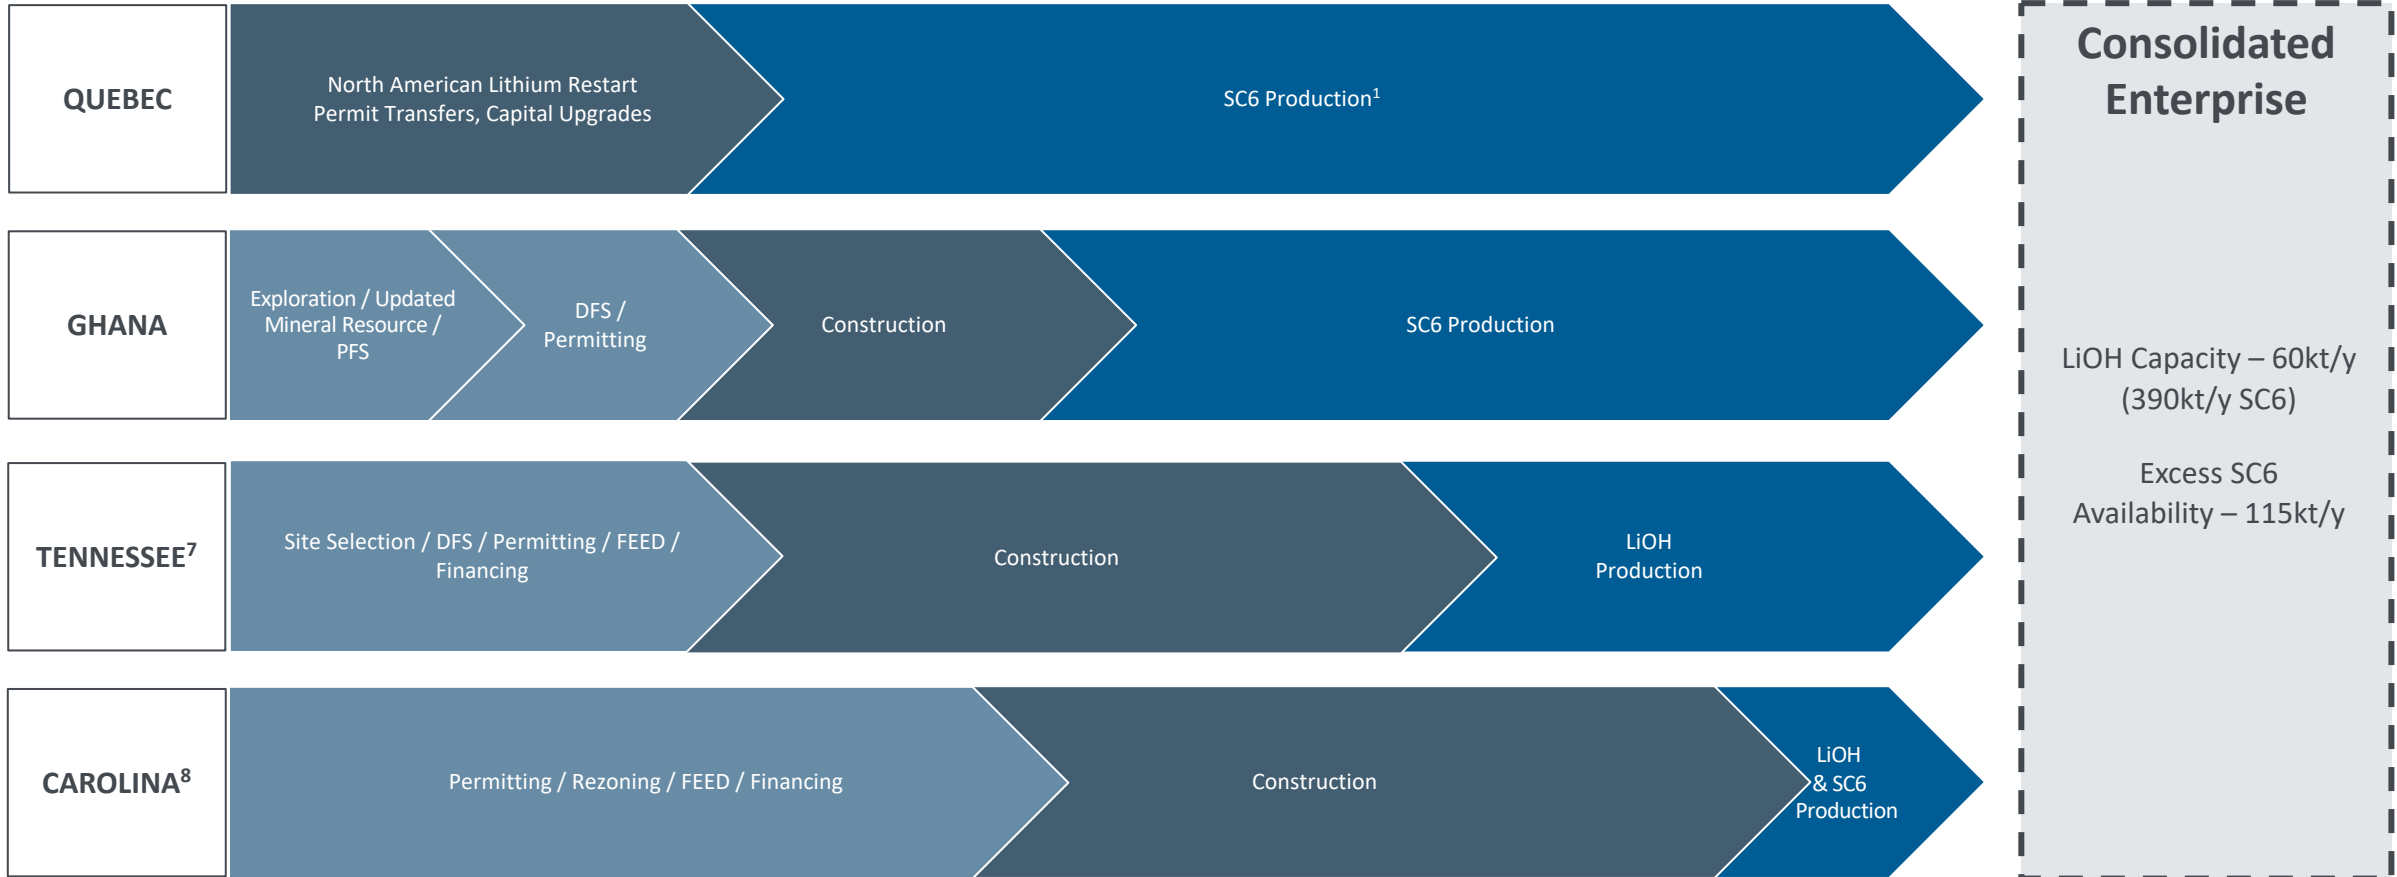 QUEBEC
North American Lithium Restart
Permit Transfers, Capital Upgrades
SC6 Production¹
GHANA
Exploration / Updated
Mineral Resource /
PFS
DFS /
Permitting
Construction
SC6 Production
TENNESSEE⁷
Site Selection / DFS / Permitting / FEED /
Financing
Construction
LiOH
Production
CAROLINA⁸
Permitting / Rezoning / FEED / Financing
Construction
LiOH
& SC6
Production
Consolidated
Enterprise
LiOH Capacity – 60kt/y
(390kt/y SC6)
Excess SC6
Availability – 115kt/y